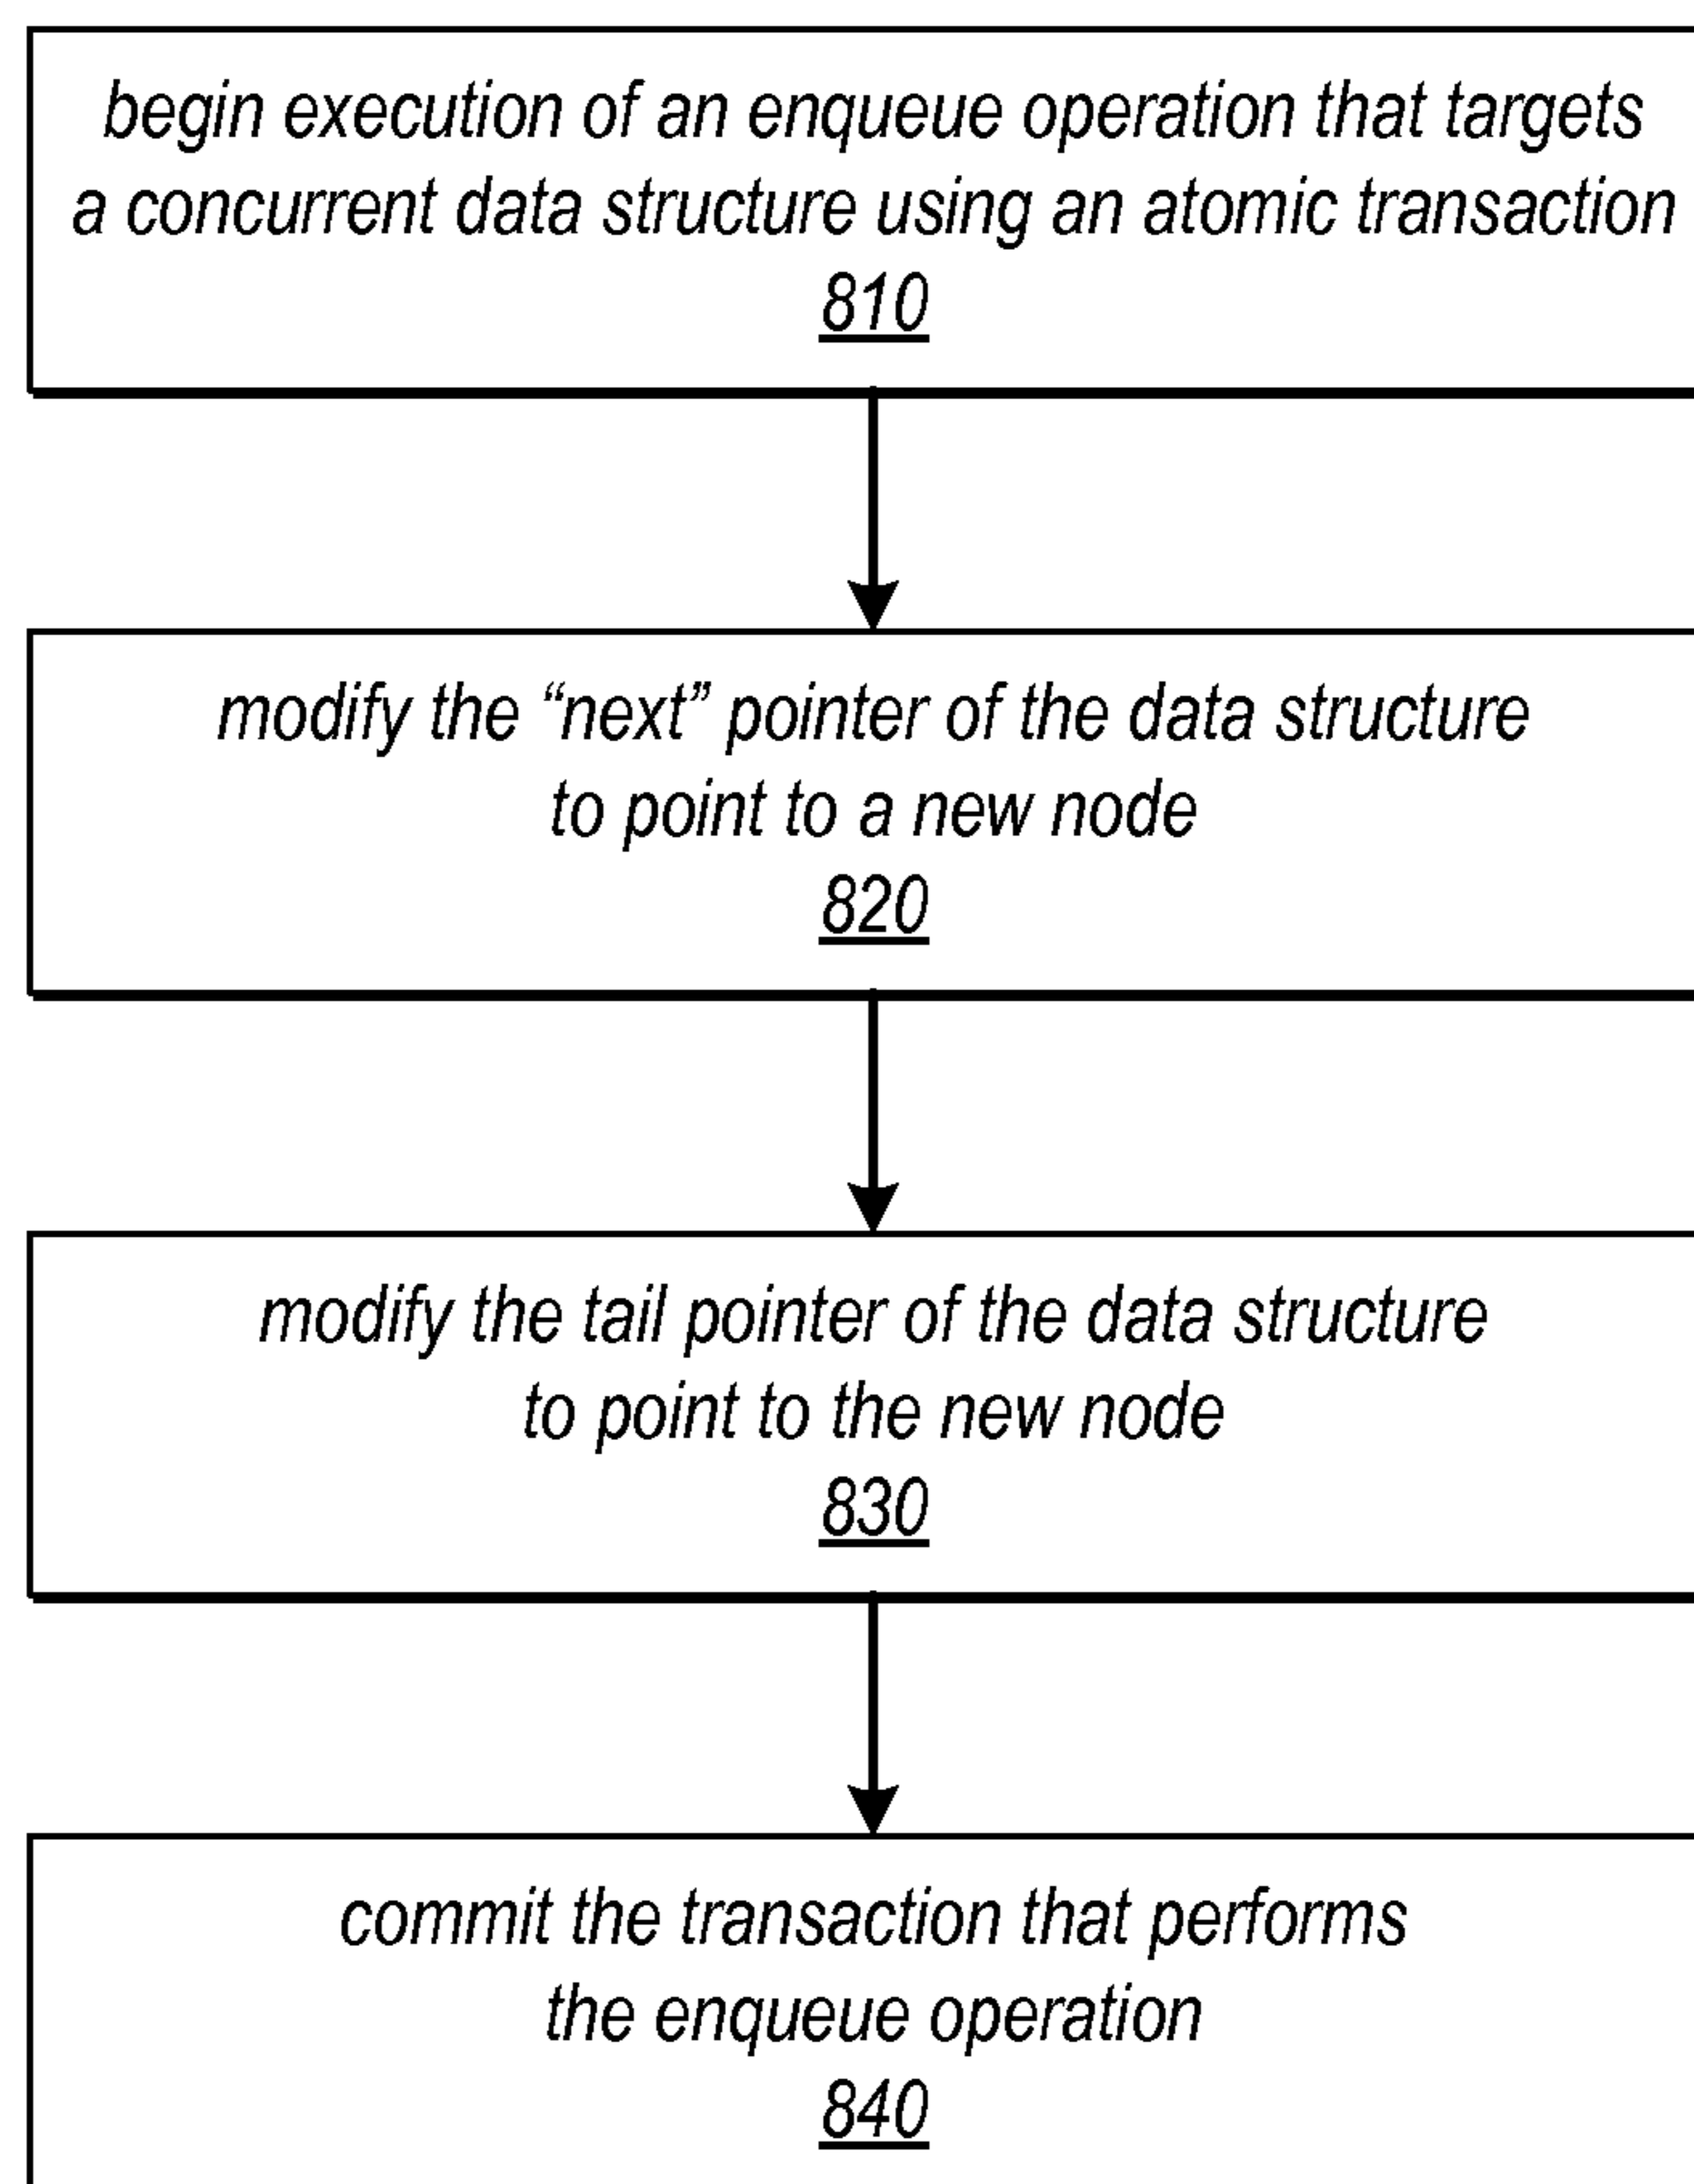 begin execution of an enqueue operation that targets
a concurrent data structure using an atomic transaction
810
modify the “next” pointer of the data structure
to point to a new node
820
modify the tail pointer of the data structure
to point to the new node
830
commit the transaction that performs
the enqueue operation
840